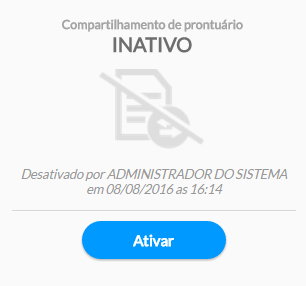 Compartilhamento de prontuário
INATIVO
Desativado por ADMINISTRADOR DO SISTEMA
em 08/08/2016 as 16:14
Ativar